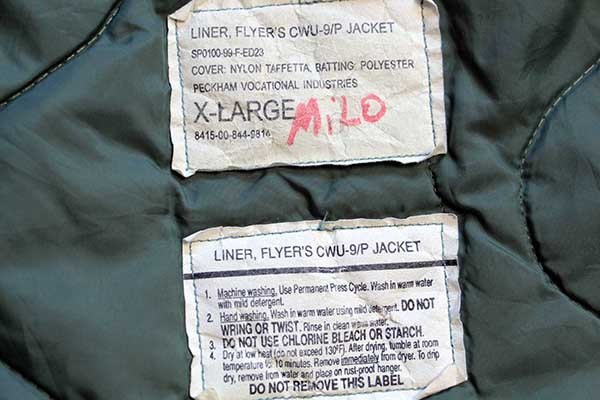 LINER, FLYER'S CWU-9/P JACKET
SP0100-99-F-ED23
COVER: NYLON TAFFETTA, BATTING: POLYESTER
PECKHAM VOCATIONAL INDUSTRIES
X-LARGE MiLO
8415-00-844-9816
LINER, FLYER'S CWU-9/P JACKET
1. Machine washing. Use Permanent Press Cycle. Wash in warm water
with mild detergent.
2. Hand washing. Wash in warm water using mild detergent. DO NOT
WRING OR TWIST. Rinse in clean warm water.
3. DO NOT USE CHLORINE BLEACH OR STARCH.
4. Dry at low heat (do not exceed 130°F). After drying, tumble at room
temperature for 10 minutes. Remove immediately from dryer. To drip
dry, remove from water and place on rust-proof hanger.
DO NOT REMOVE THIS LABEL